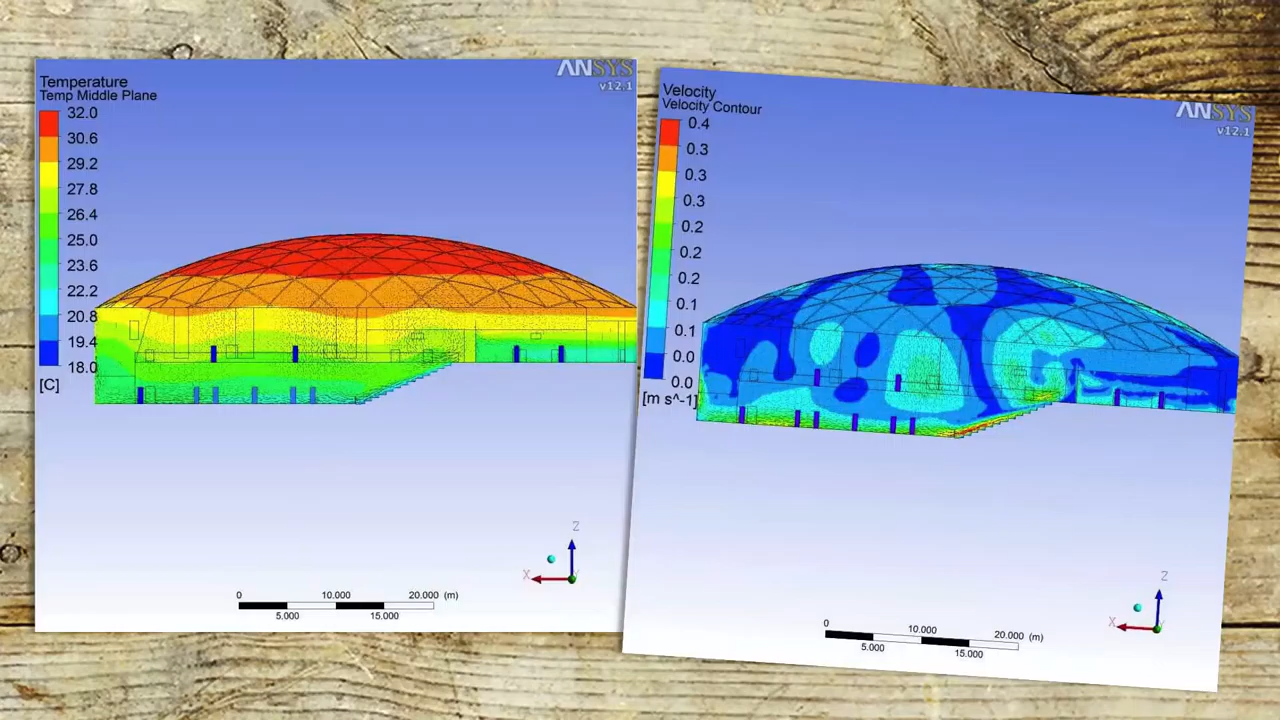 ANSYS
v12.1
Temperature
Temp Middle Plane
32.0
30.6
29.2
27.8
26.4
25.0
23.6
22.2
20.8
19.4
18.0
[C]
Z
X
0 10.000 20.000 (m)
5.000 15.000
ANSYS
v12.1
Velocity
Velocity Contour
0.4
0.3
0.3
0.3
0.2
0.2
0.2
0.1
0.1
0.0
0.0
[m s^-1]
Z
X
0 10.000 20.000 (m)
5.000 15.000